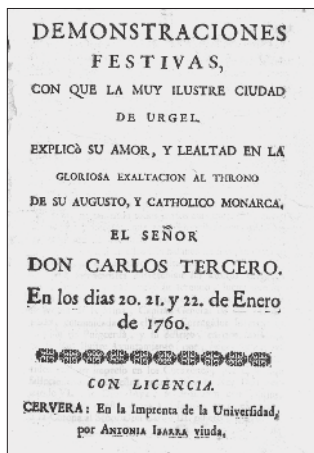 DEMONSTRACIONES
FESTIVAS,
CON QUE LA MUY ILUSTRE CIUDAD
DE URGEL
EXPLICò SU AMOR, Y LEALTAD EN LA
GLORIOSA EXALTACION AL THRONO
DE SU AUGUSTO, Y CATHOLICO MONARCA,
EL SEÑOR
DON CARLOS TERCERO.
En los dias 20. 21. y 22. de Enero
de 1760.
CON LICENCIA.
CERVERA: En la Imprenta de la Universidad,
por ANTONIA IBARRA viuda.